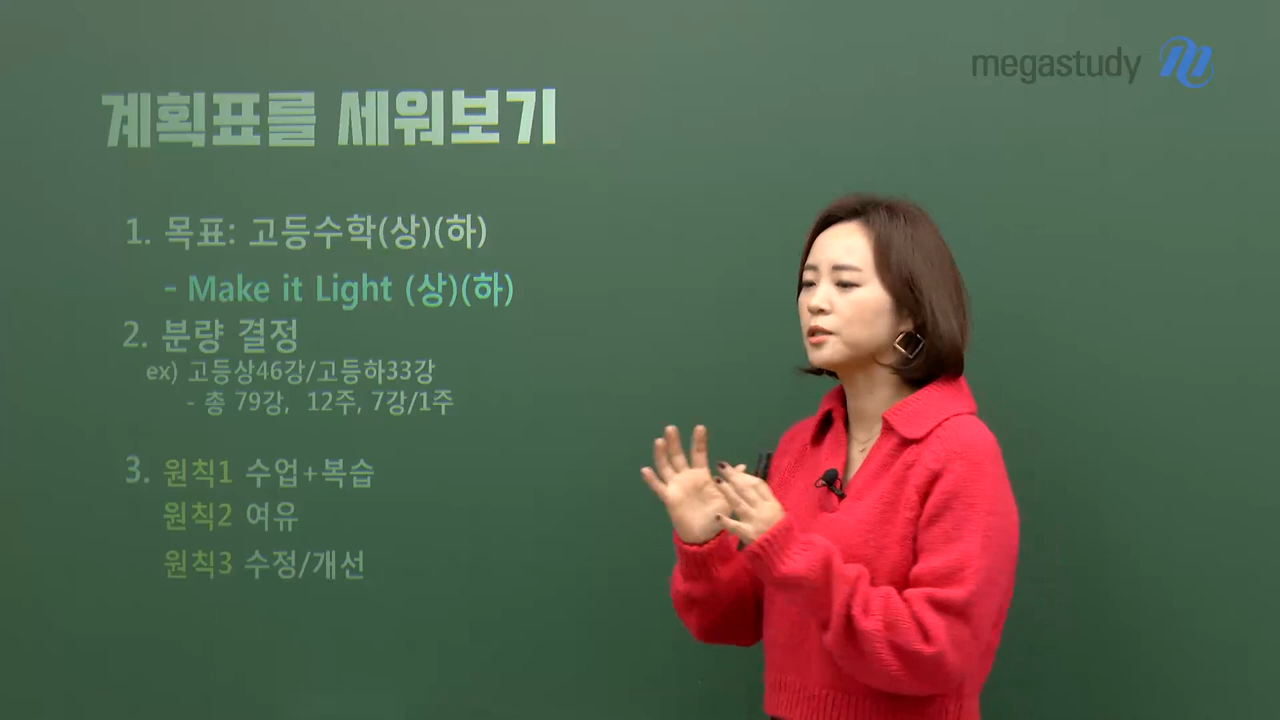 megastudy
계획표를 세워보기
1. 목표: 고등수학(상)(하)
- Make it Light (상)(하)
2. 분량 결정
ex) 고등상46강/고등하33강
- 총 79강, 12주, 7강/1주
3. 원칙1 수업+복습
원칙2 여유
원칙3 수정/개선